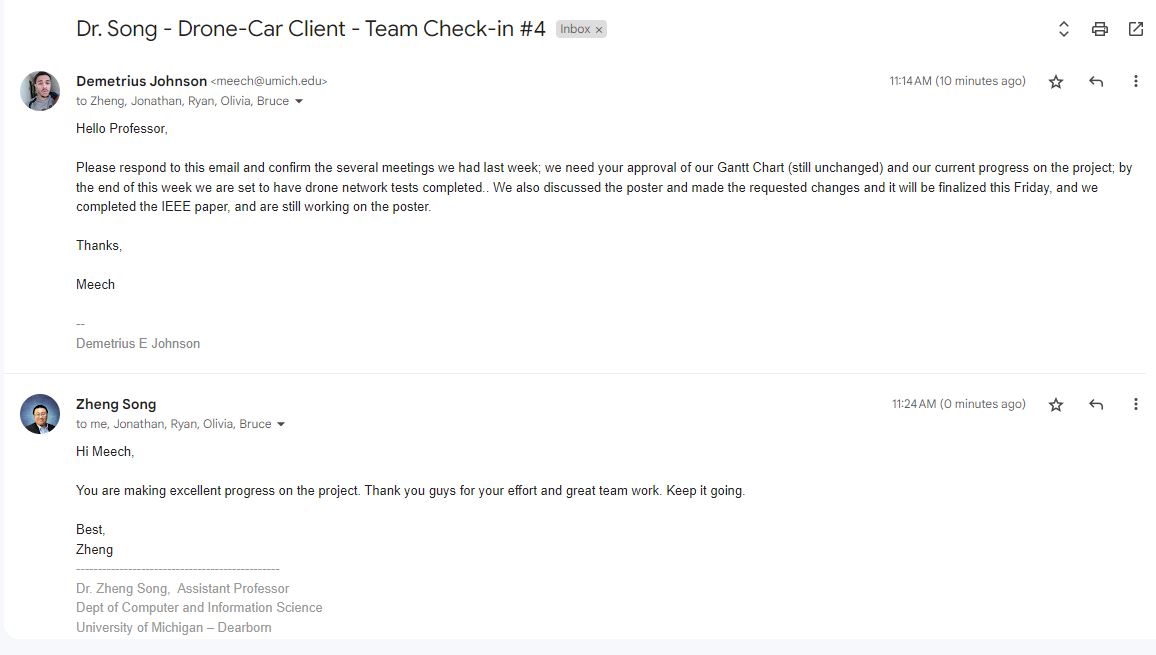 Dr. Song - Drone-Car Client - Team Check-in #4 Inbox ×
Demetrius Johnson <meech@umich.edu> 11:14 AM (10 minutes ago)
to Zheng, Jonathan, Ryan, Olivia, Bruce
Hello Professor,
Please respond to this email and confirm the several meetings we had last week; we need your approval of our Gantt Chart (still unchanged) and our current progress on the project; by
the end of this week we are set to have drone network tests completed.. We also discussed the poster and made the requested changes and it will be finalized this Friday, and we
completed the IEEE paper, and are still working on the poster.
Thanks,
Meech
--
Demetrius E Johnson
Zheng Song 11:24 AM (0 minutes ago)
to me, Jonathan, Ryan, Olivia, Bruce
Hi Meech,
You are making excellent progress on the project. Thank you guys for your effort and great team work. Keep it going.
Best,
Zheng
-----------------------------------------------
Dr. Zheng Song,  Assistant Professor
Dept of Computer and Information Science
University of Michigan – Dearborn